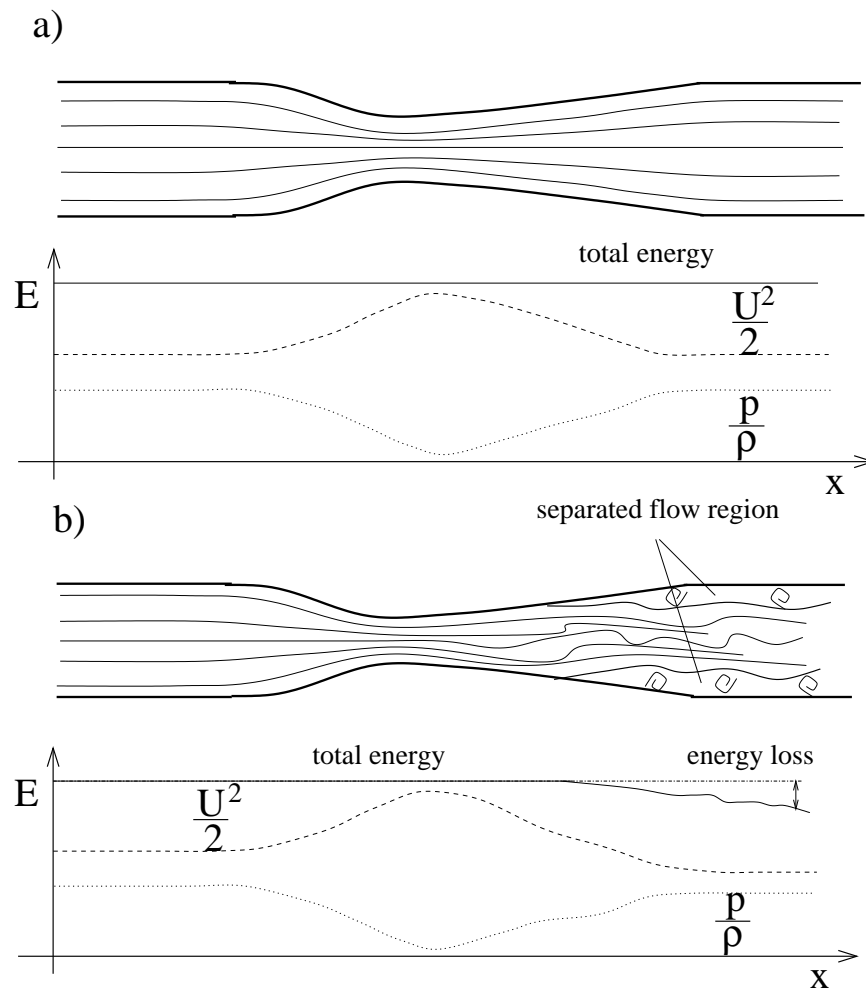 a)
total energy
E
U²/2
p/ρ
x
b)
separated flow region
total energy
energy loss
E
U²/2
p/ρ
x